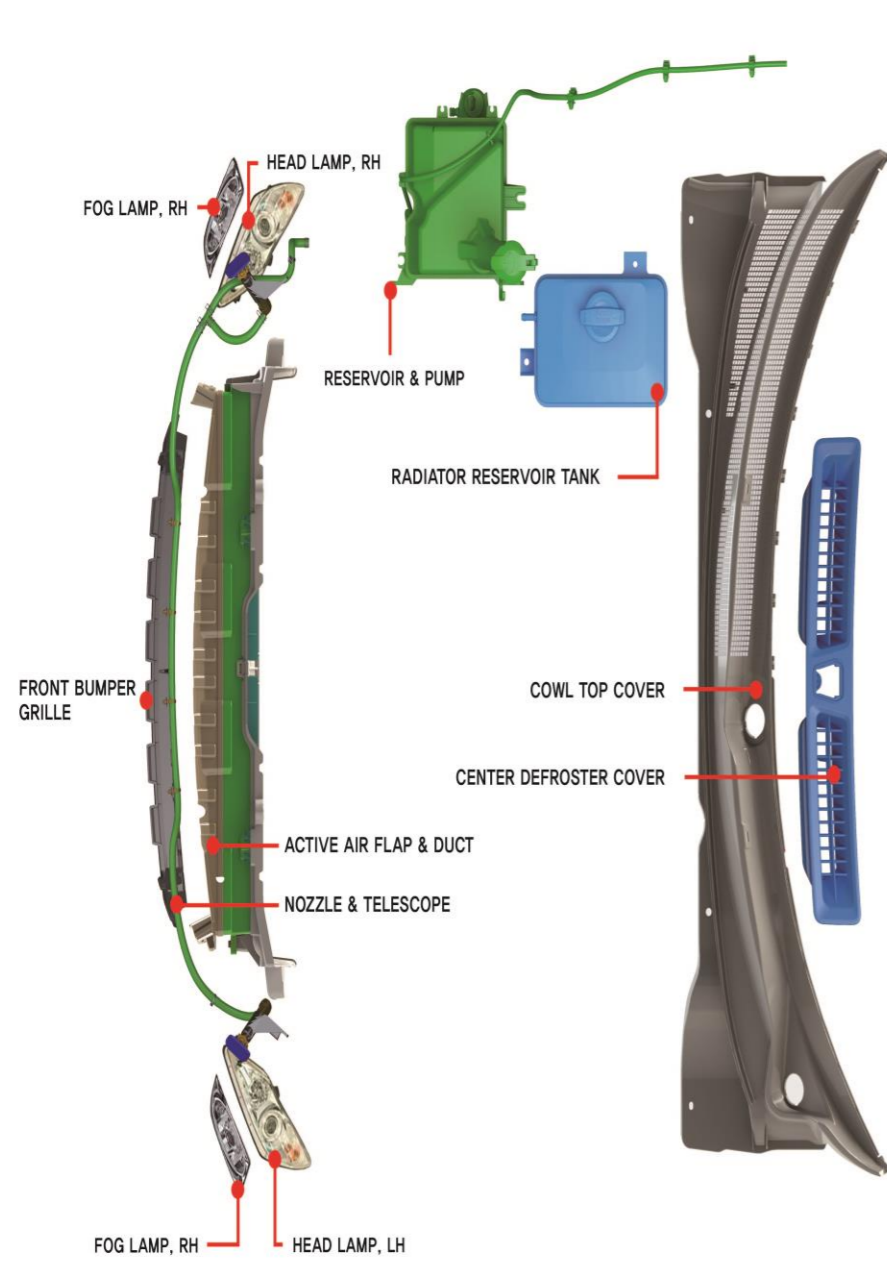 HEAD LAMP, RH
FOG LAMP, RH
RESERVOIR & PUMP
RADIATOR RESERVOIR TANK
FRONT BUMPER
GRILLE
COWL TOP COVER
CENTER DEFROSTER COVER
ACTIVE AIR FLAP & DUCT
NOZZLE & TELESCOPE
FOG LAMP, RH
HEAD LAMP, LH